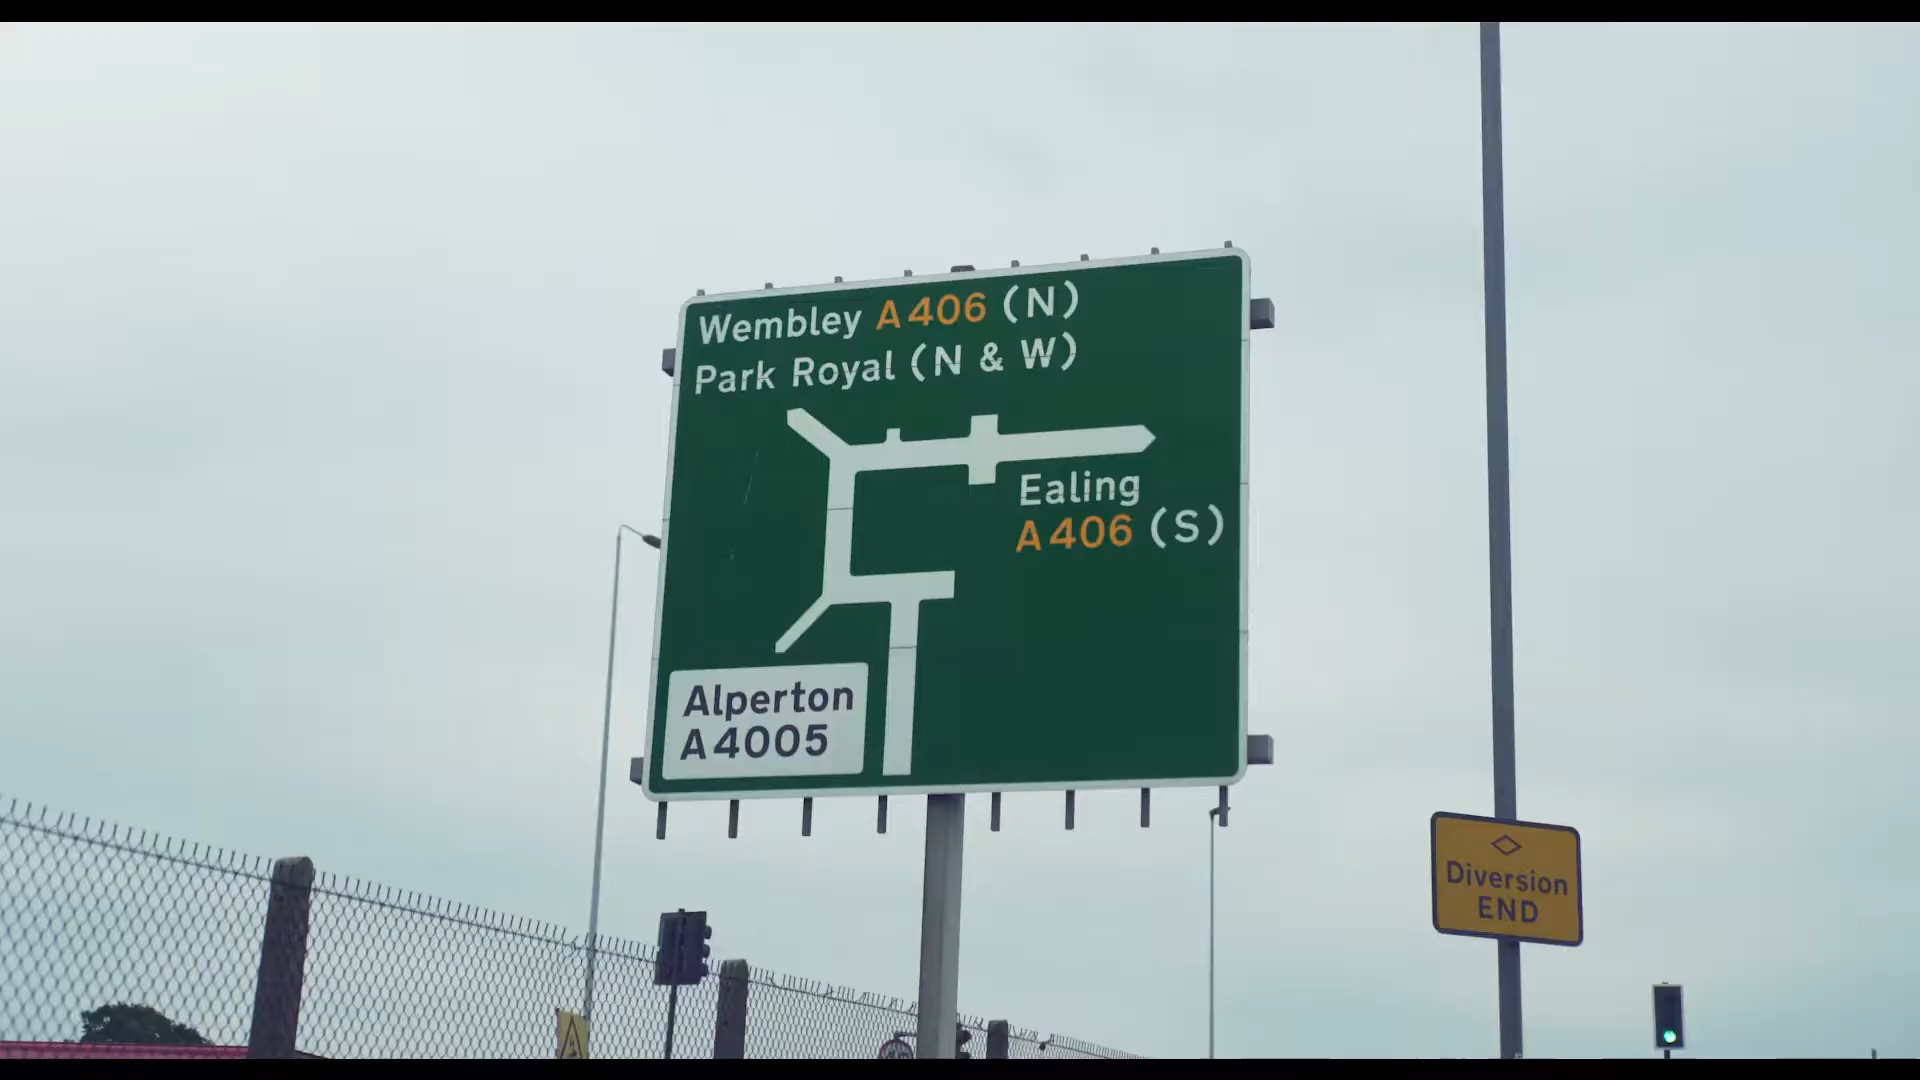 Wembley A406 (N)
Park Royal (N & W)
Ealing
A406 (S)
Alperton
A4005
Diversion
END